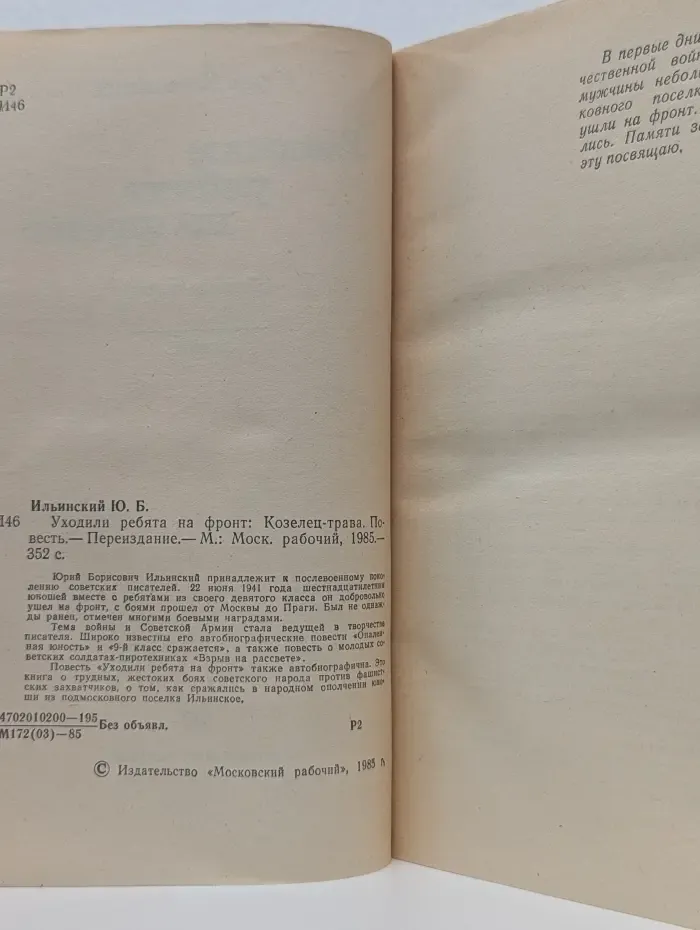 Р2
И46
Ильинский Ю. Б.
И46 Уходили ребята на фронт: Козелец-трава. По-
весть.— Переиздание.— М.: Моск. рабочий, 1985.—
352 с.
Юрий Борисович Ильинский принадлежит к послевоенному поко-
лению советских писателей. 22 июня 1941 года шестнадцатилетним
юношей вместе с ребятами из своего девятого класса он добровольно
ушел на фронт, с боями прошел от Москвы до Праги. Был не однаж-
ды ранен, отмечен многими боевыми наградами.
Тема войны и Советской Армии стала ведущей в творчестве
писателя. Широко известны его автобиографические повести «Опален-
ная юность» и «9-й класс сражается», а также повесть о молодых со-
ветских солдатах-пиротехниках «Взрыв на рассвете».
Повесть «Уходили ребята на фронт» также автобиографична. Это
книга о трудных, жестоких боях советского народа против фашист-
ских захватчиков, о том, как сражались в народном ополчении юно-
ши из подмосковного поселка Ильинское.
4702010200—195
М172(03)—85
Без объявл.
Р2
© Издательство «Московский рабочий», 1985 г.
В первые дни
чественной войн
мужчины неболь
ковного поселк
ушли на фронт.
лись. Памяти
эту посвящаю.